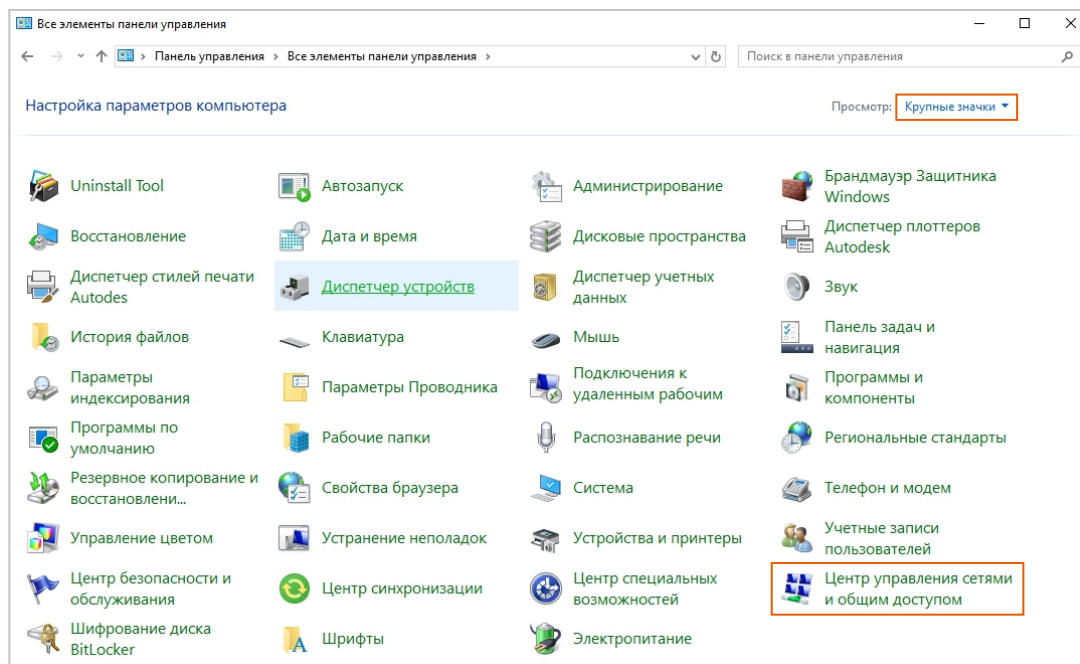 Все элементы панели управления
Панель управления › Все элементы панели управления ›
Поиск в панели управления
Настройка параметров компьютера
Просмотр: Крупные значки
Uninstall Tool
Автозапуск
Администрирование
Брандмауэр Защитника
Windows
Восстановление
Дата и время
Дисковые пространства
Диспетчер плоттеров
Autodesk
Диспетчер стилей печати
Autodes
Диспетчер устройств
Диспетчер учетных
данных
Звук
История файлов
Клавиатура
Мышь
Панель задач и
навигация
Параметры
индексирования
Параметры Проводника
Подключения к
удаленным рабочим
Программы и
компоненты
Программы по
умолчанию
Рабочие папки
Распознавание речи
Региональные стандарты
Резервное копирование и
восстановлени...
Свойства браузера
Система
Телефон и модем
Управление цветом
Устранение неполадок
Устройства и принтеры
Учетные записи
пользователей
Центр безопасности и
обслуживания
Центр синхронизации
Центр специальных
возможностей
Центр управления сетями
и общим доступом
Шифрование диска
BitLocker
Шрифты
Электропитание